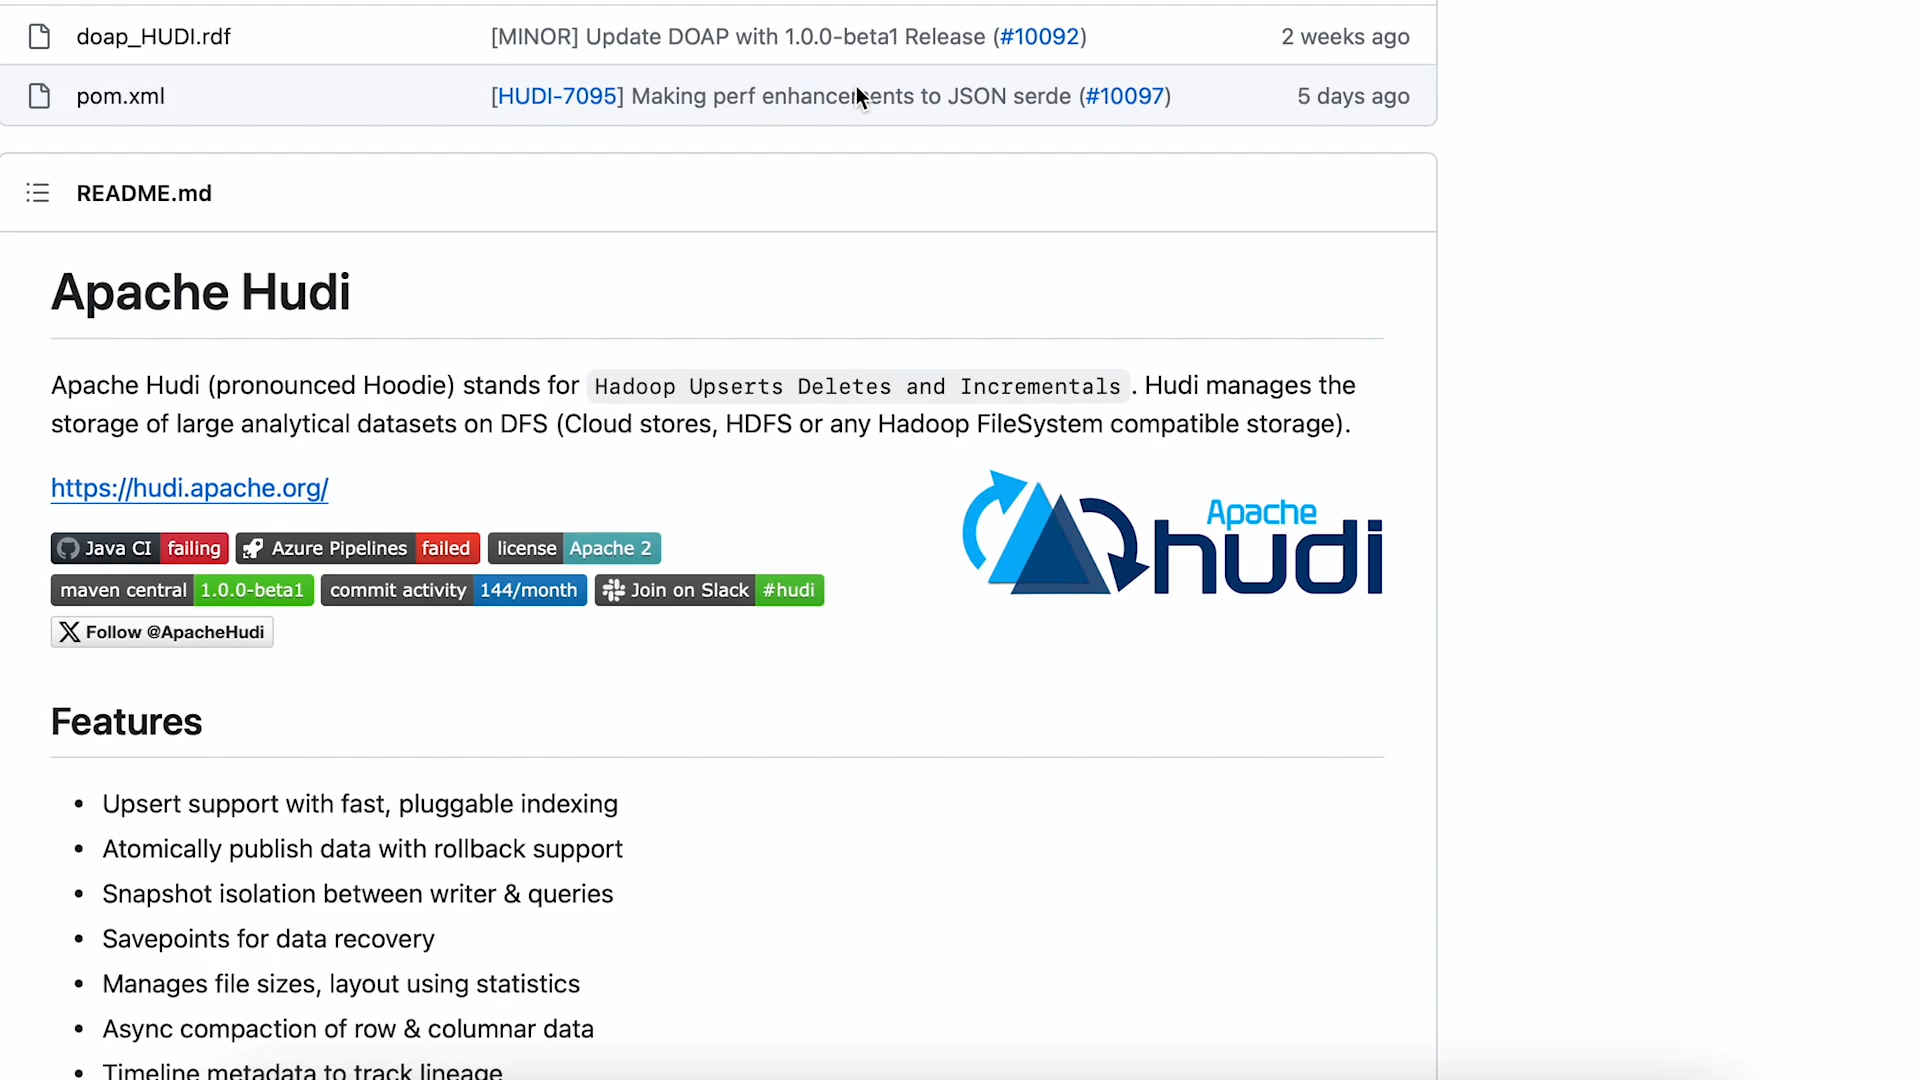 doap_HUDI.rdf [MINOR] Update DOAP with 1.0.0-beta1 Release (#10092) 2 weeks ago
pom.xml [HUDI-7095] Making perf enhancements to JSON serde (#10097) 5 days ago
README.md
Apache Hudi
Apache Hudi (pronounced Hoodie) stands for Hadoop Upserts Deletes and Incrementals. Hudi manages the
storage of large analytical datasets on DFS (Cloud stores, HDFS or any Hadoop FileSystem compatible storage).
https://hudi.apache.org/
Apache
hudi
Java CI failing Azure Pipelines failed license Apache 2
maven central 1.0.0-beta1 commit activity 144/month Join on Slack #hudi
Follow @ApacheHudi
Features
• Upsert support with fast, pluggable indexing
• Atomically publish data with rollback support
• Snapshot isolation between writer & queries
• Savepoints for data recovery
• Manages file sizes, layout using statistics
• Async compaction of row & columnar data
• Timeline metadata to track lineage